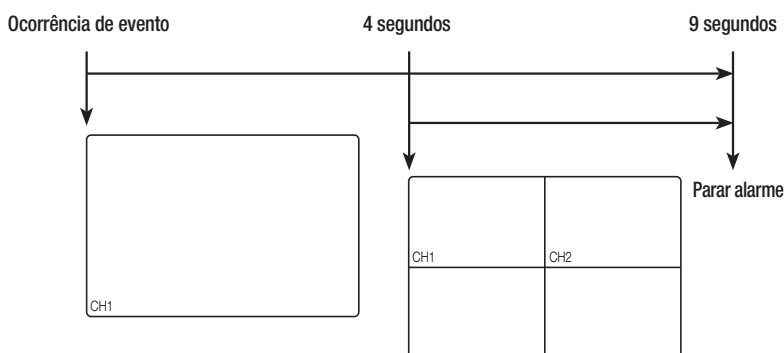 Ocorrência de evento 4 segundos 9 segundos
Parar alarme
CH1 CH2
CH1